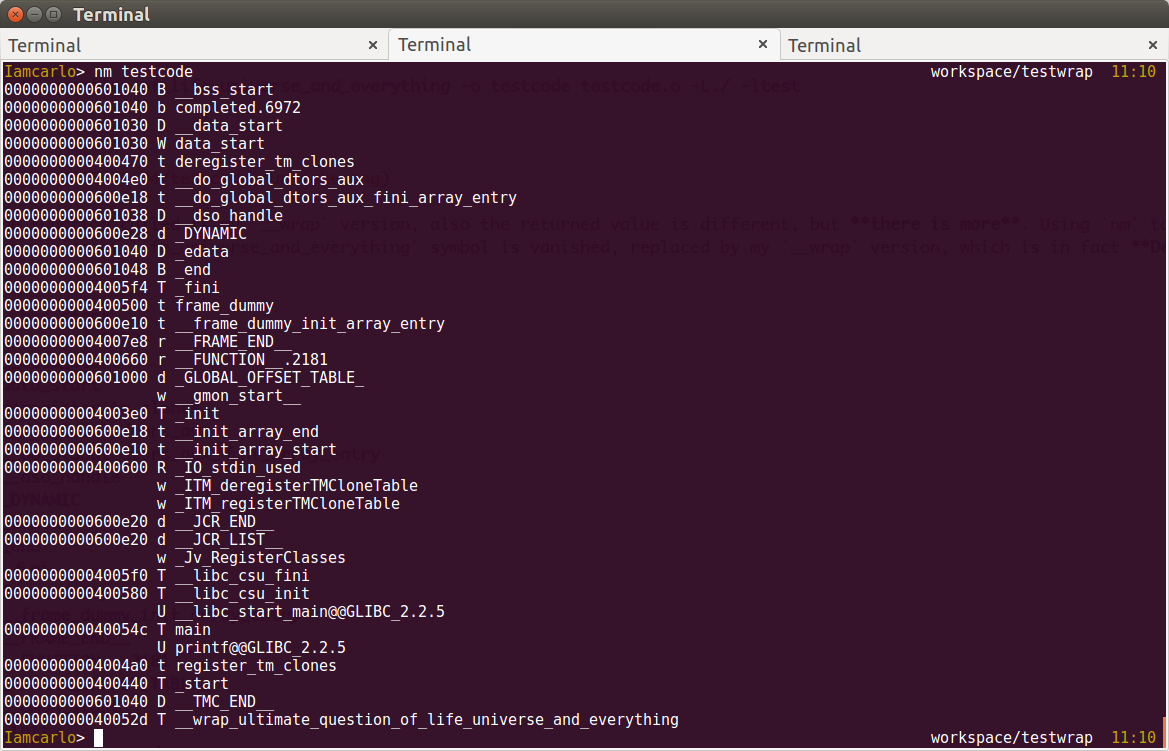 Terminal
Terminal
Terminal
Terminal
Iamcarlo> nm testcode workspace/testwrap 11:10
0000000000601040 B __bss_start
0000000000601040 b completed.6972
0000000000601030 D __data_start
0000000000601030 W data_start
0000000000400470 t deregister_tm_clones
00000000004004e0 t __do_global_dtors_aux
0000000000600e18 t __do_global_dtors_aux_fini_array_entry
0000000000601038 D __dso_handle
0000000000600e28 d _DYNAMIC
0000000000601040 D _edata
0000000000601048 B _end
00000000004005f4 T _fini
0000000000400500 t frame_dummy
0000000000600e10 t __frame_dummy_init_array_entry
00000000004007e8 r __FRAME_END__
0000000000400660 r __FUNCTION__.2181
0000000000601000 d _GLOBAL_OFFSET_TABLE_
w __gmon_start__
00000000004003e0 T _init
0000000000600e18 t __init_array_end
0000000000600e10 t __init_array_start
0000000000400600 R _IO_stdin_used
w _ITM_deregisterTMCloneTable
w _ITM_registerTMCloneTable
0000000000600e20 d __JCR_END__
0000000000600e20 d __JCR_LIST__
w _Jv_RegisterClasses
00000000004005f0 T __libc_csu_fini
0000000000400580 T __libc_csu_init
U __libc_start_main@@GLIBC_2.2.5
000000000040054c T main
U printf@@GLIBC_2.2.5
00000000004004a0 t register_tm_clones
0000000000400440 T _start
0000000000601040 D __TMC_END__
000000000040052d T __wrap_ultimate_question_of_life_universe_and_everything
Iamcarlo> workspace/testwrap 11:10